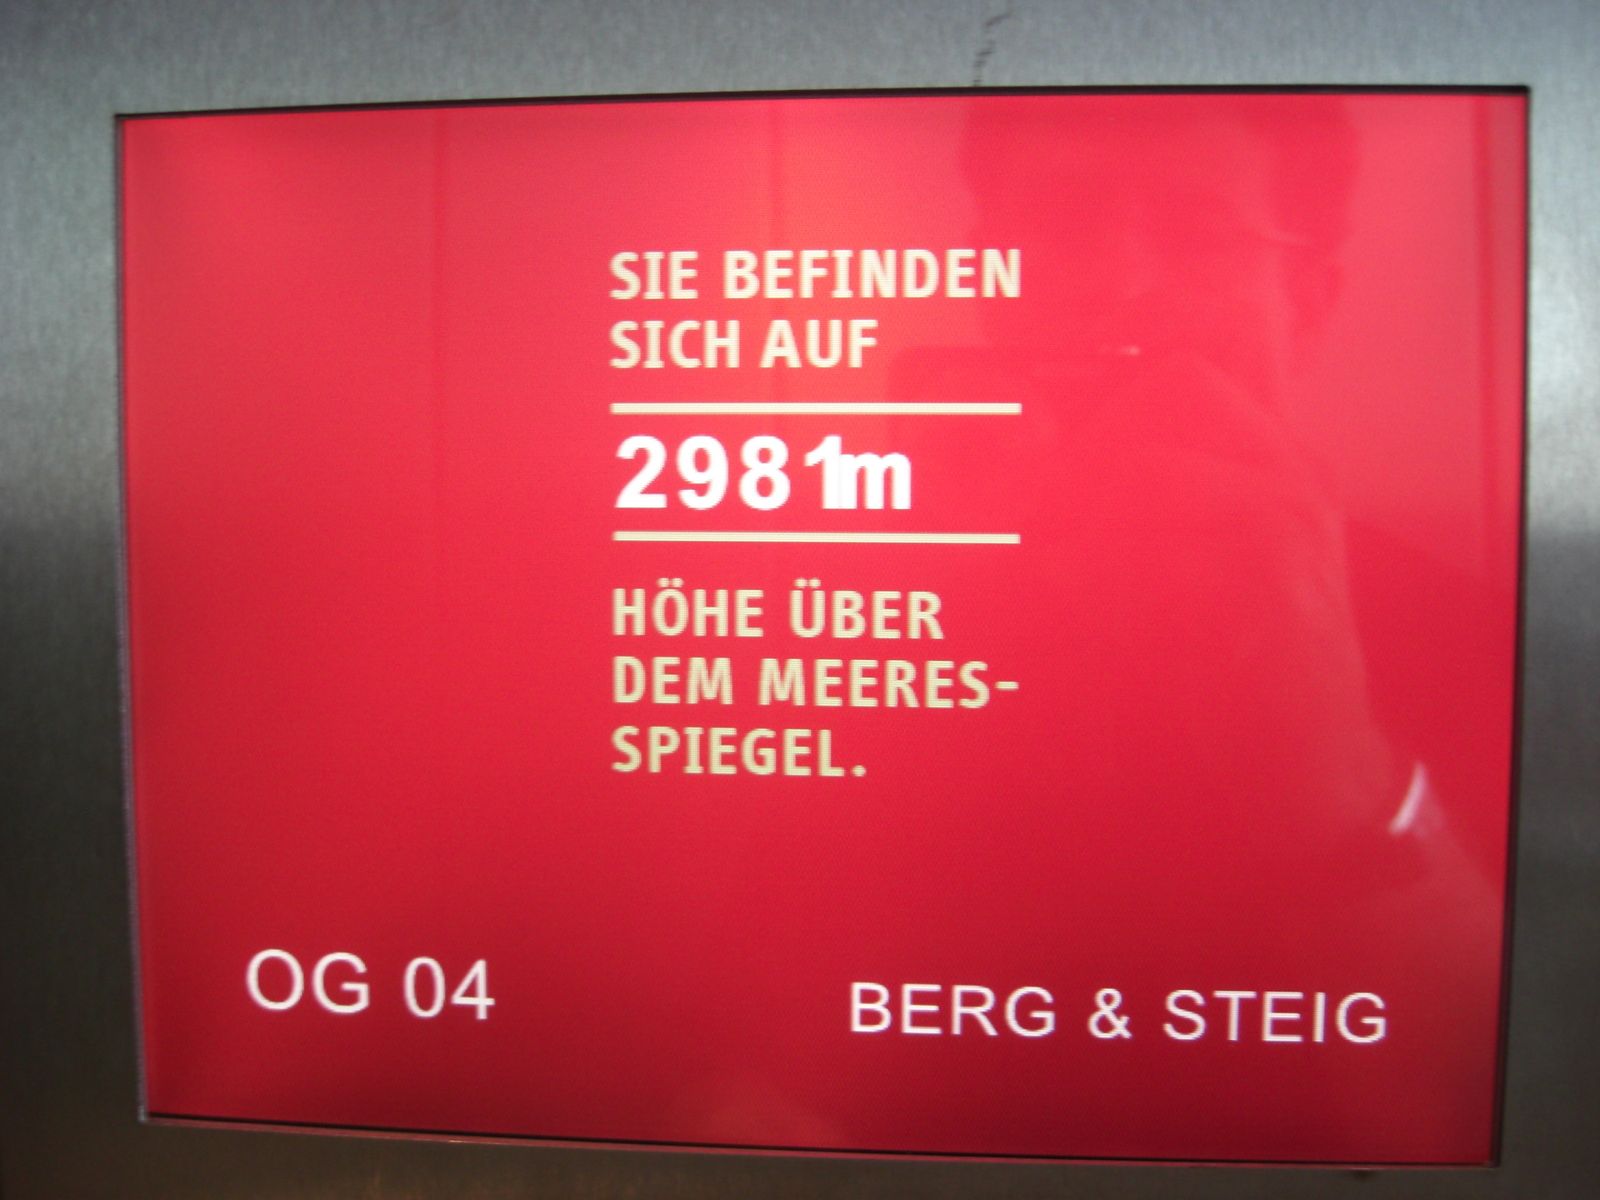 SIE BEFINDEN
SICH AUF
2981m
HÖHE ÜBER
DEM MEERES-
SPIEGEL.
OG 04
BERG & STEIG